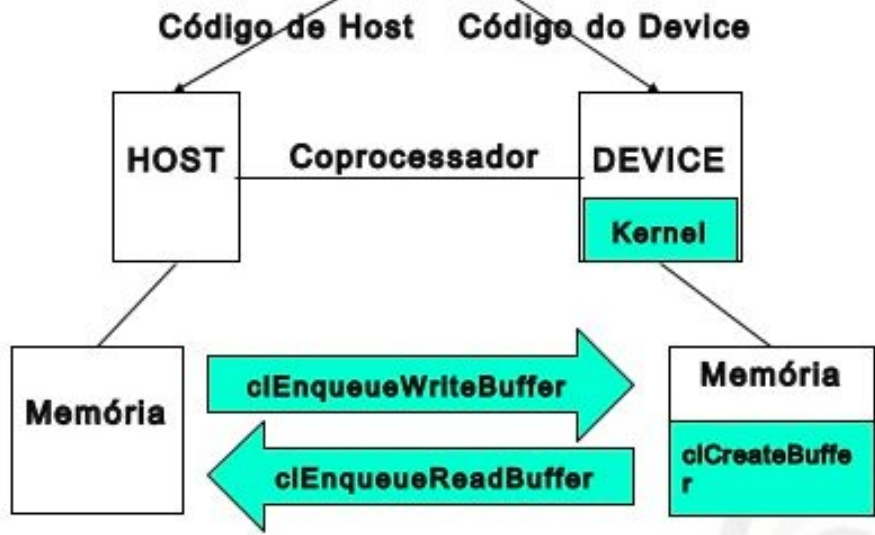 Código de Host
Código do Device
HOST
Coprocessador
DEVICE
Kernel
Memória
clEnqueueWriteBuffer
Memória
clEnqueueReadBuffer
clCreateBuffe
r